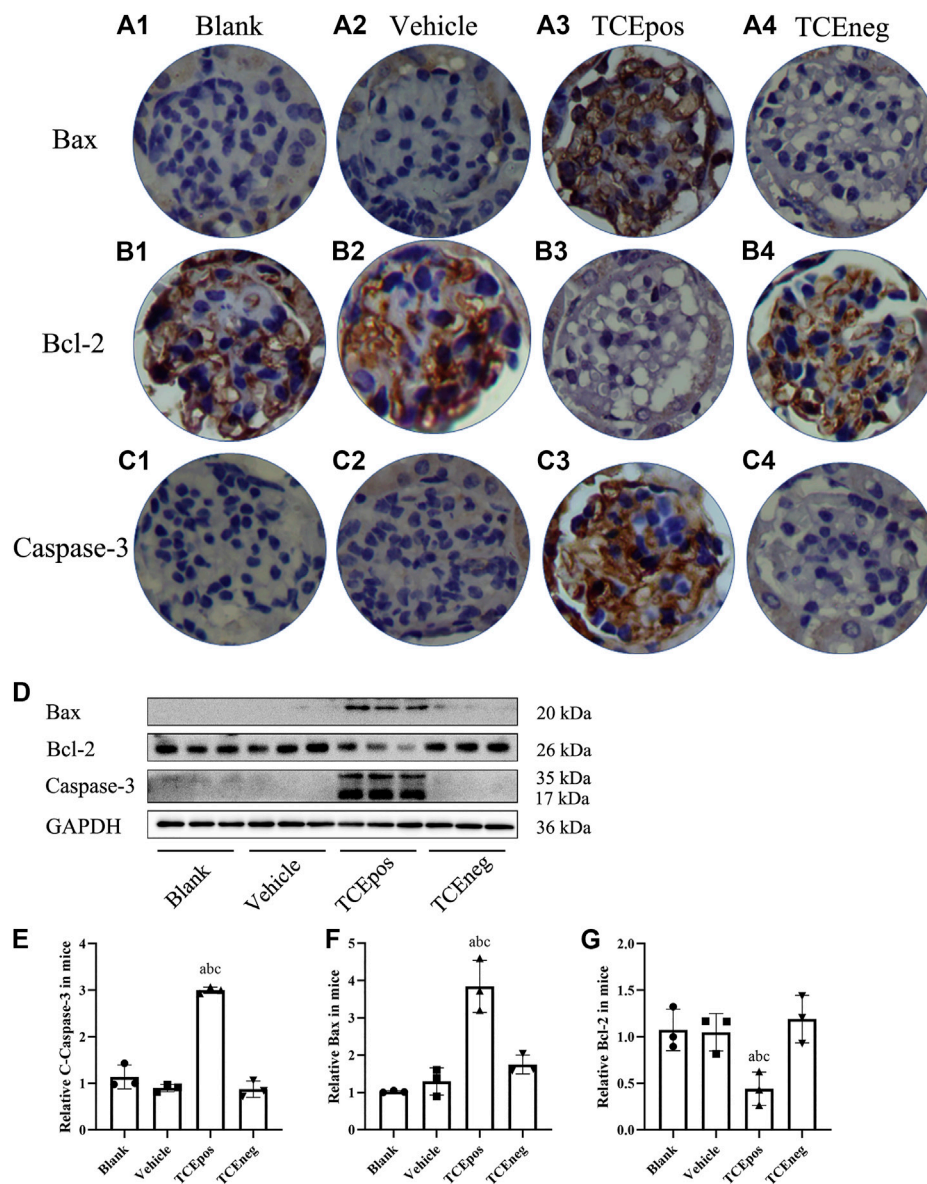 A1 Blank A2 Vehicle A3 TCEpos A4 TCEneg
Bax
B1 B2 B3 B4
Bcl-2
C1 C2 C3 C4
Caspase-3
D
Bax 20 kDa
Bcl-2 26 kDa
Caspase-3 35 kDa
17 kDa
GAPDH 36 kDa
Blank Vehicle TCEpos TCEneg
E
Relative C-Caspase-3 in mice
4
3
2
1
0
abc
Blank Vehicle TCEpos TCEneg
F
Relative Bax in mice
5
4
3
2
1
0
abc
Blank Vehicle TCEpos TCEneg
G
Relative Bcl-2 in mice
2.0
1.5
1.0
0.5
0.0
abc
Blank Vehicle TCEpos TCEneg